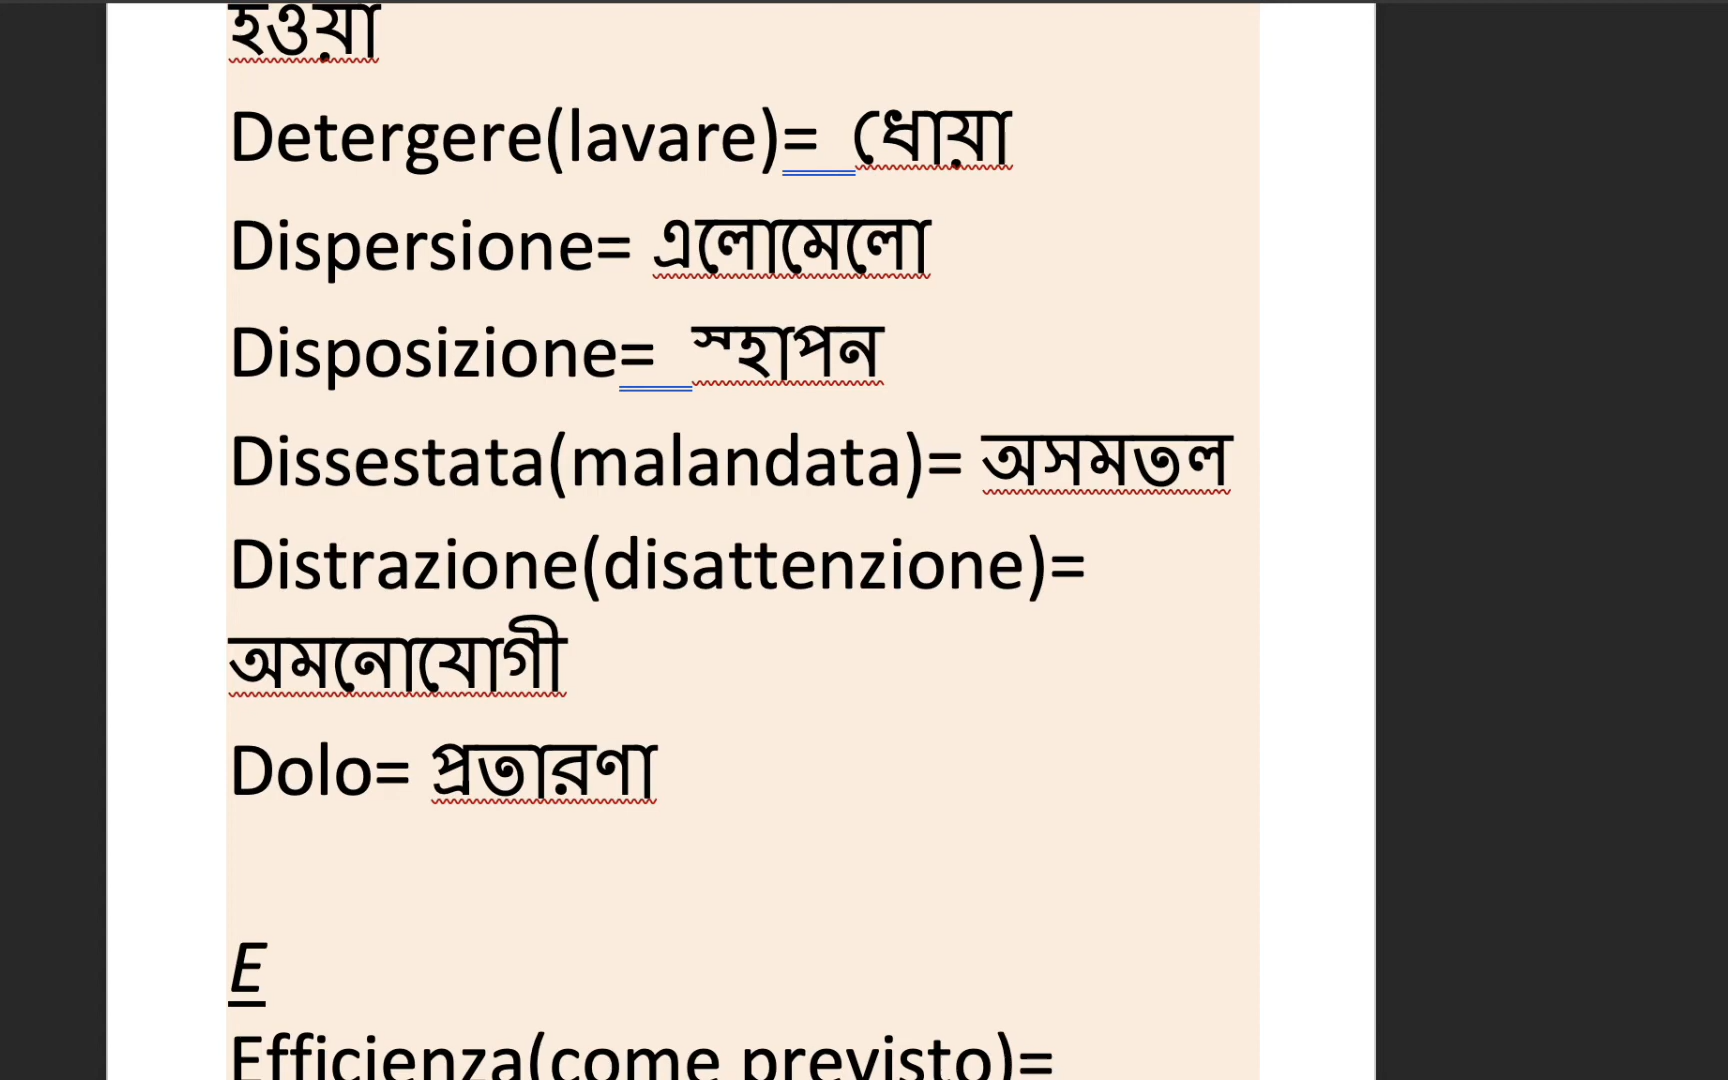 হওয়া
Detergere(lavare)=  ধোয়া
Dispersione= এলোমেলো
Disposizione=  স্হাপন
Dissestata(malandata)= অসমতল
Distrazione(disattenzione)=
অমনোযোগী
Dolo= প্রতারণা
E
Efficienza(come previsto)=